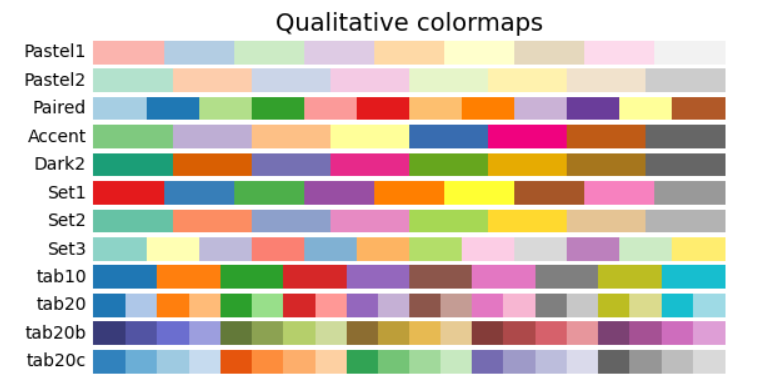 Qualitative colormaps
Pastel1
Pastel2
Paired
Accent
Dark2
Set1
Set2
Set3
tab10
tab20
tab20b
tab20c